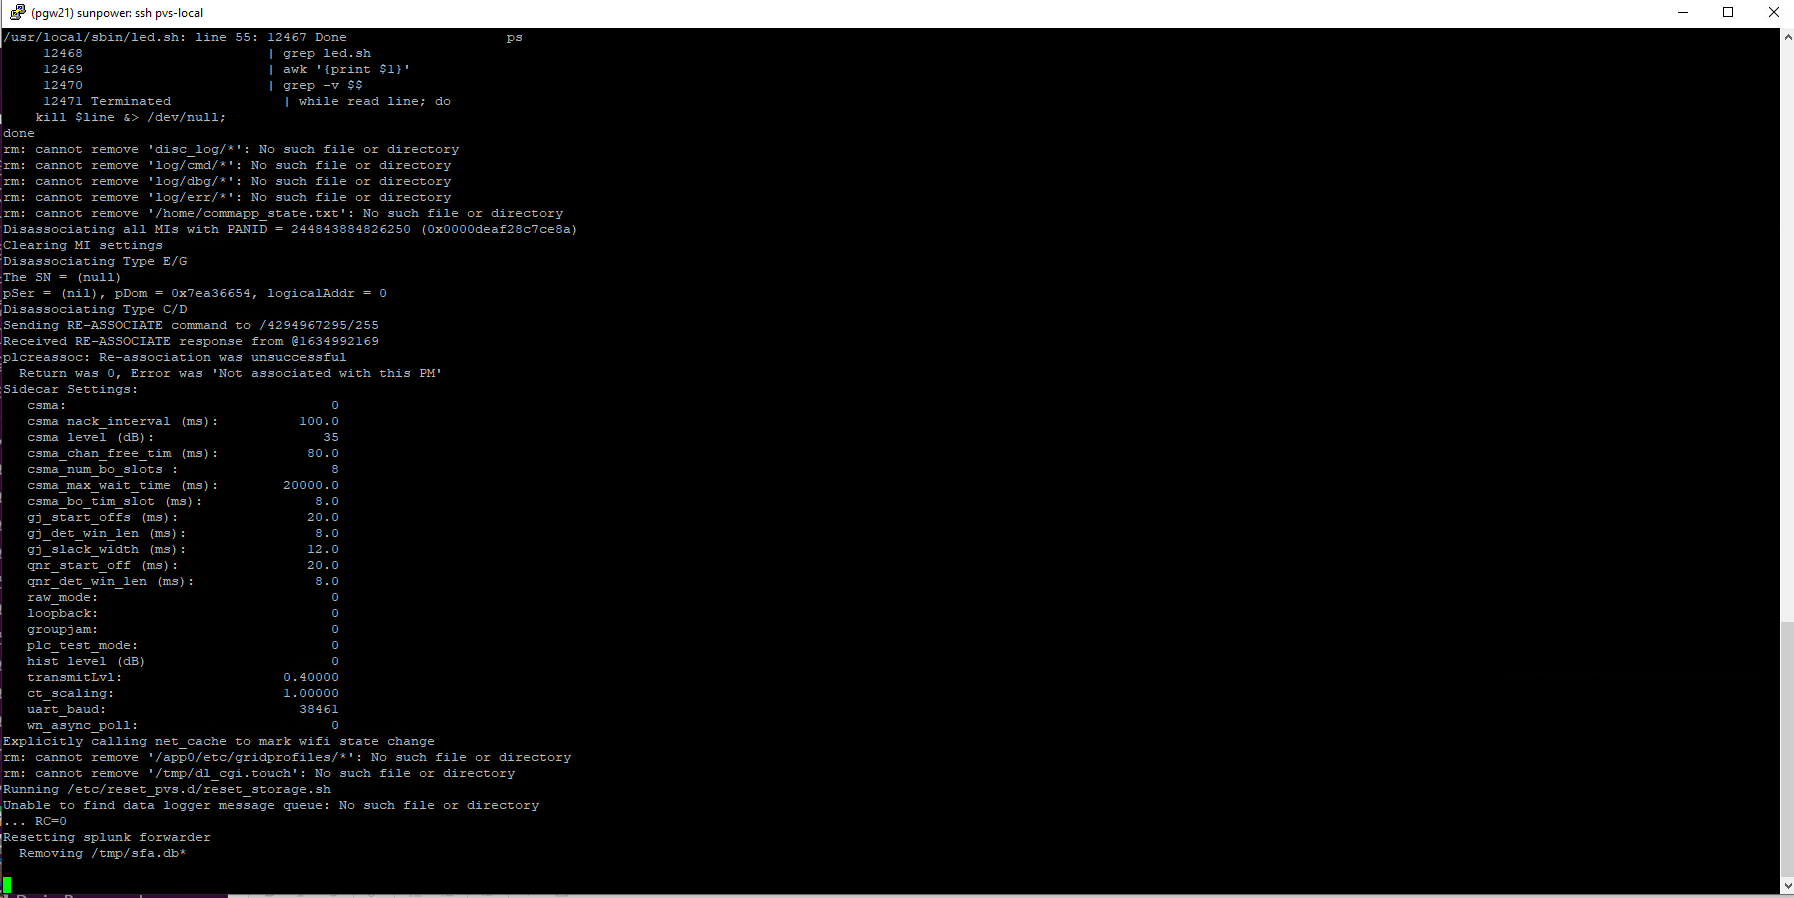 (pgw21) sunpower: ssh pvs-local
/usr/local/sbin/led.sh: line 55: 12467 Done                    ps
     12468                       | grep led.sh
     12469                       | awk '{print $1}'
     12470                       | grep -v $$
     12471 Terminated              | while read line; do
    kill $line &> /dev/null;
done
rm: cannot remove 'disc_log/*': No such file or directory
rm: cannot remove 'log/cmd/*': No such file or directory
rm: cannot remove 'log/dbg/*': No such file or directory
rm: cannot remove 'log/err/*': No such file or directory
rm: cannot remove '/home/commapp_state.txt': No such file or directory
Disassociating all MIs with PANID = 244843884826250 (0x0000deaf28c7ce8a)
Clearing MI settings
Disassociating Type E/G
The SN = (null)
pSer = (nil), pDom = 0x7ea36654, logicalAddr = 0
Disassociating Type C/D
Sending RE-ASSOCIATE command to /4294967295/255
Received RE-ASSOCIATE response from @1634992169
plcreassoc: Re-association was unsuccessful
  Return was 0, Error was 'Not associated with this PM'
Sidecar Settings:
   csma:                                 0
   csma nack_interval (ms):          100.0
   csma level (dB):                     35
   csma_chan_free_tim (ms):           80.0
   csma_num_bo_slots :                   8
   csma_max_wait_time (ms):        20000.0
   csma_bo_tim_slot (ms):              8.0
   gj_start_offs (ms):                20.0
   gj_det_win_len (ms):                8.0
   gj_slack_width (ms):               12.0
   qnr_start_off (ms):                20.0
   qnr_det_win_len (ms):               8.0
   raw_mode:                             0
   loopback:                             0
   groupjam:                             0
   plc_test_mode:                        0
   hist level (dB)                       0
   transmitLvl:                    0.40000
   ct_scaling:                     1.00000
   uart_baud:                        38461
   wn_async_poll:                        0
Explicitly calling net_cache to mark wifi state change
rm: cannot remove '/app0/etc/gridprofiles/*': No such file or directory
rm: cannot remove '/tmp/dl_cgi.touch': No such file or directory
Running /etc/reset_pvs.d/reset_storage.sh
Unable to find data logger message queue: No such file or directory
... RC=0
Resetting splunk forwarder
  Removing /tmp/sfa.db*